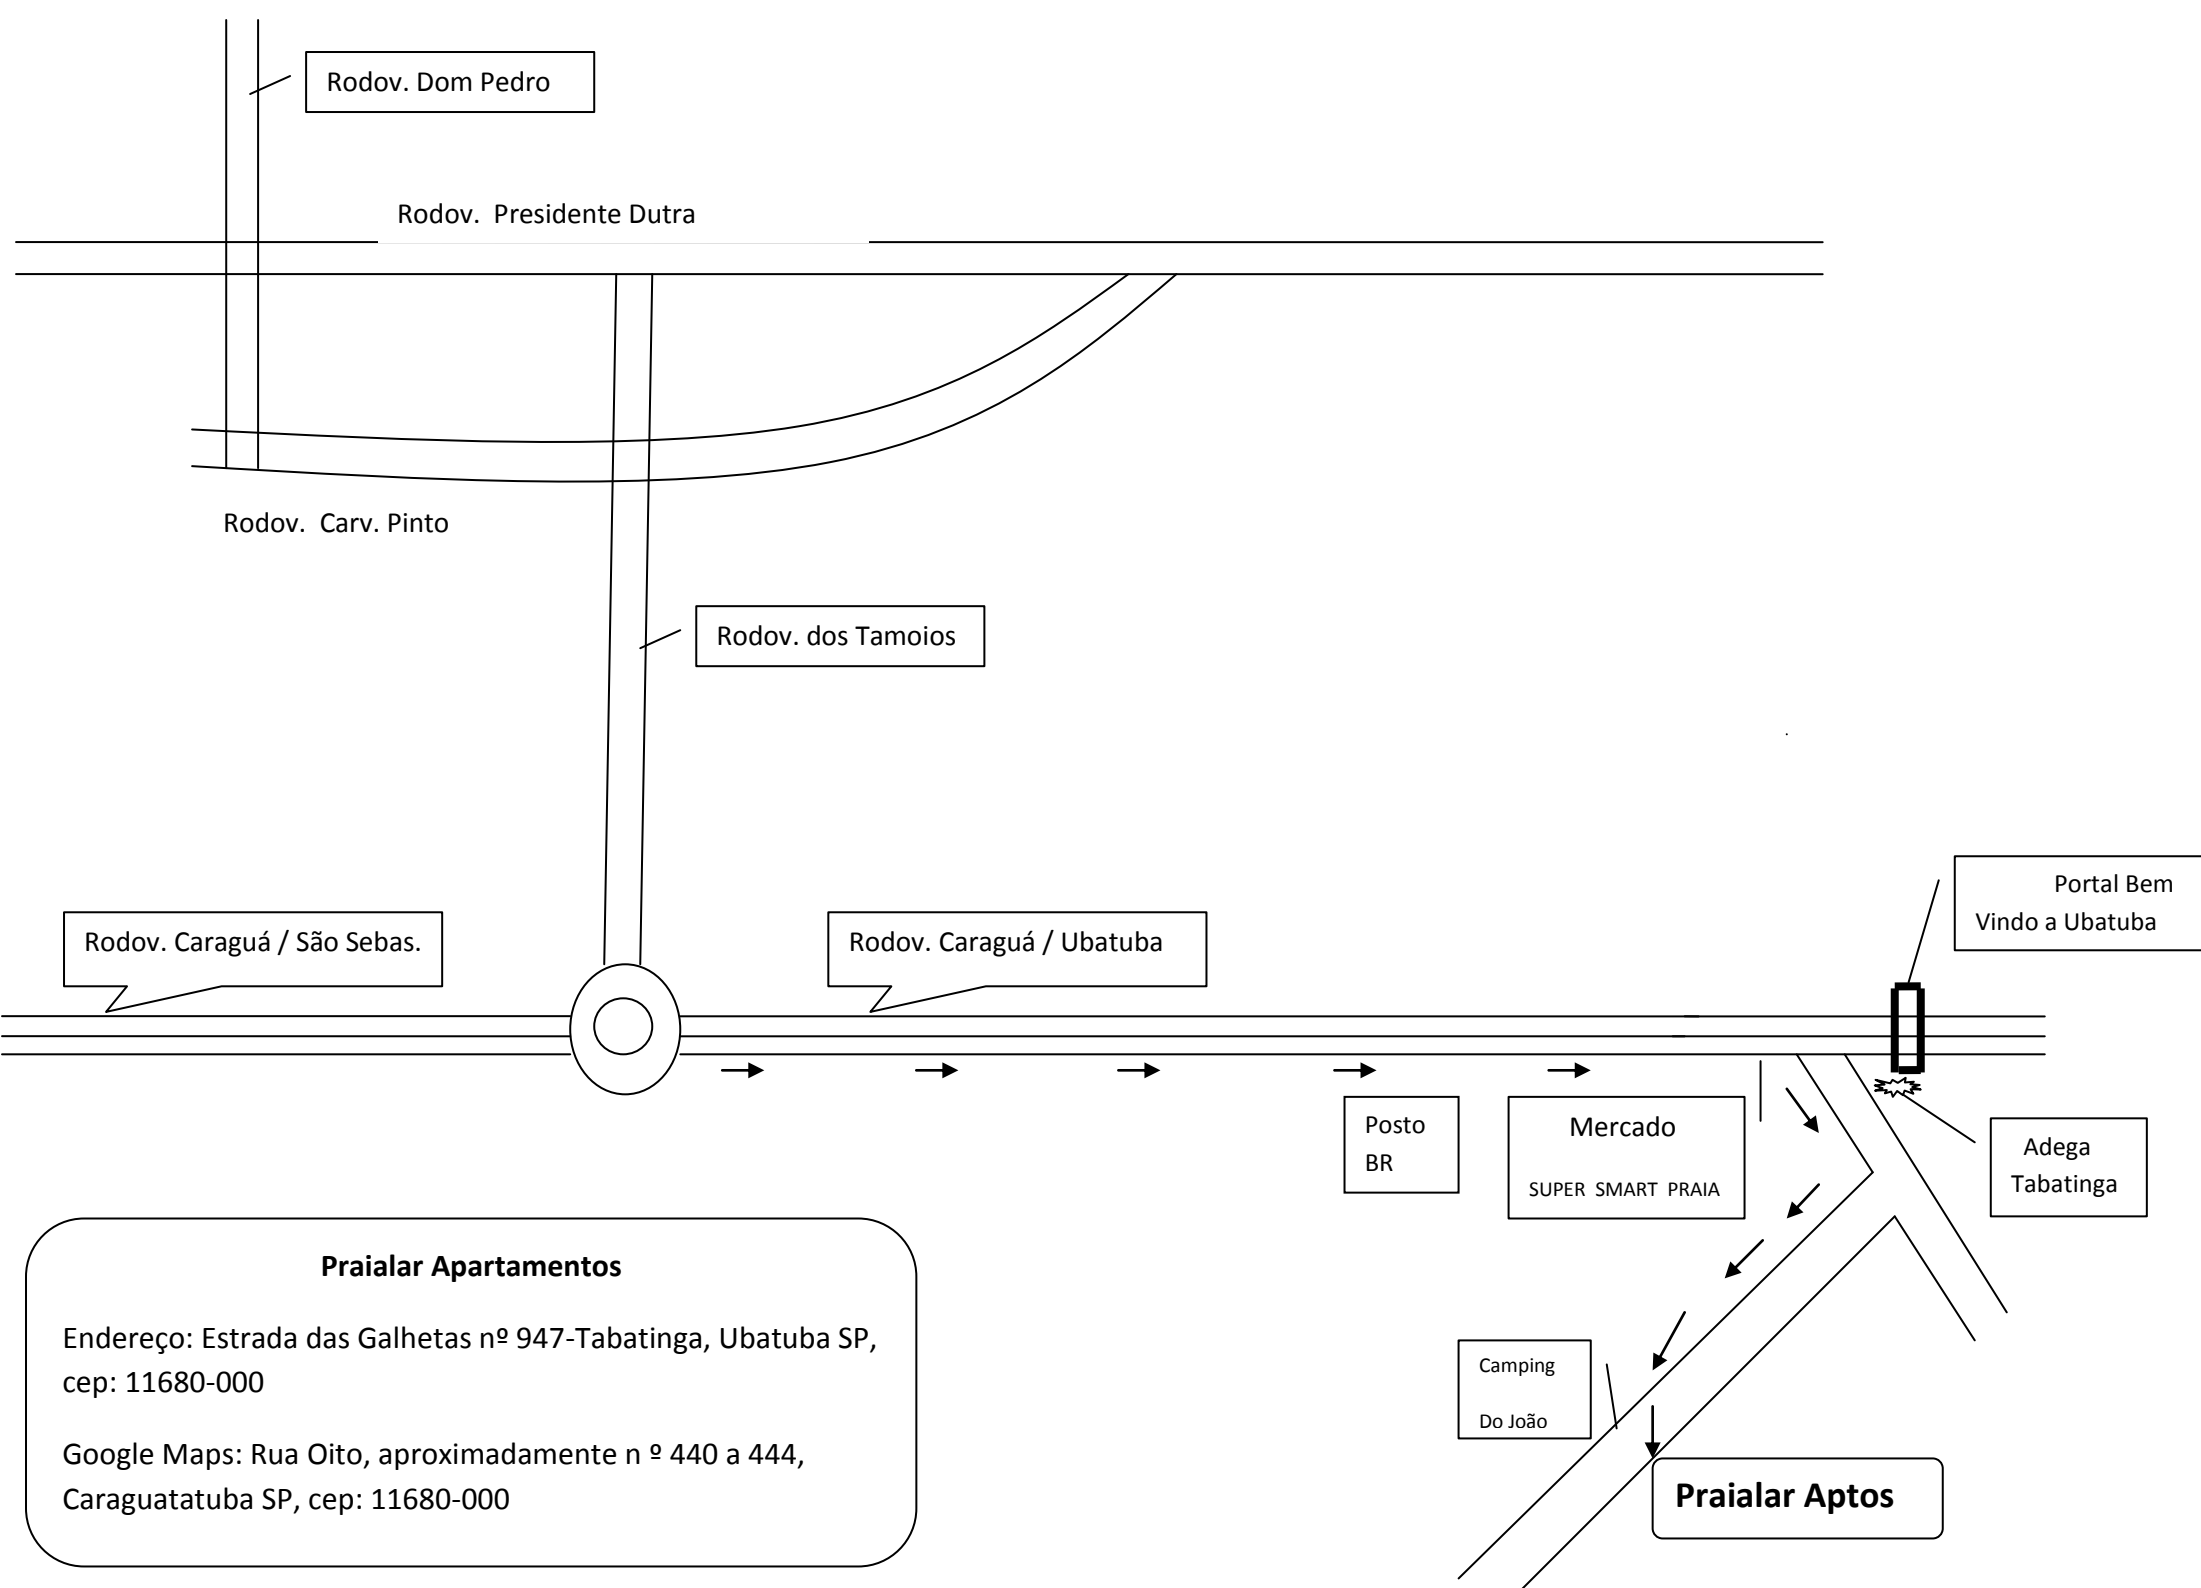 Rodov. Dom Pedro
Rodov.  Presidente Dutra
Rodov.  Carv. Pinto
Rodov. dos Tamoios
Portal Bem
Vindo a Ubatuba
Rodov. Caraguá / São Sebas.
Rodov. Caraguá / Ubatuba
Posto
BR
Mercado
SUPER  SMART  PRAIA
Adega
Tabatinga
Praialar Apartamentos
Endereço: Estrada das Galhetas nº 947-Tabatinga, Ubatuba SP,
cep: 11680-000
Google Maps: Rua Oito, aproximadamente n º 440 a 444,
Caraguatatuba SP, cep: 11680-000
Camping
Do João
Praialar Aptos